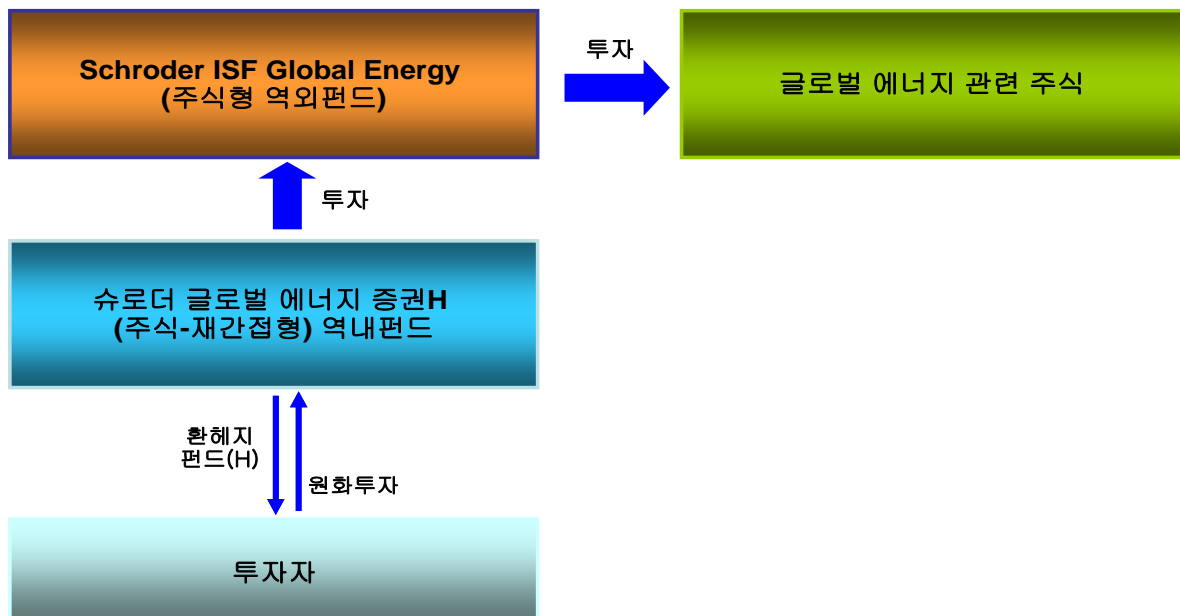 Schroder ISF Global Energy
(주식형 역외펀드)
투자
글로벌 에너지 관련 주식
투자
슈로더 글로벌 에너지 증권H
(주식-재간접형) 역내펀드
환헤지
펀드(H)
원화투자
투자자